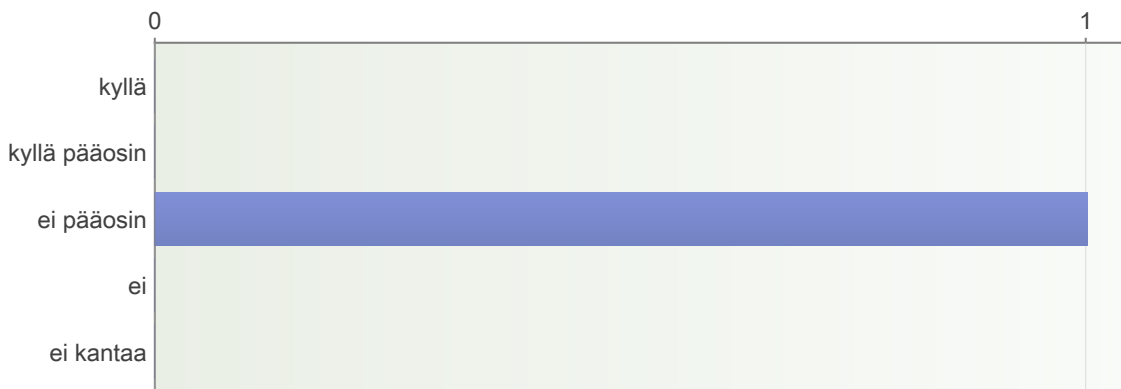 0 1
kyllä
kyllä pääosin
ei pääosin
ei
ei kantaa